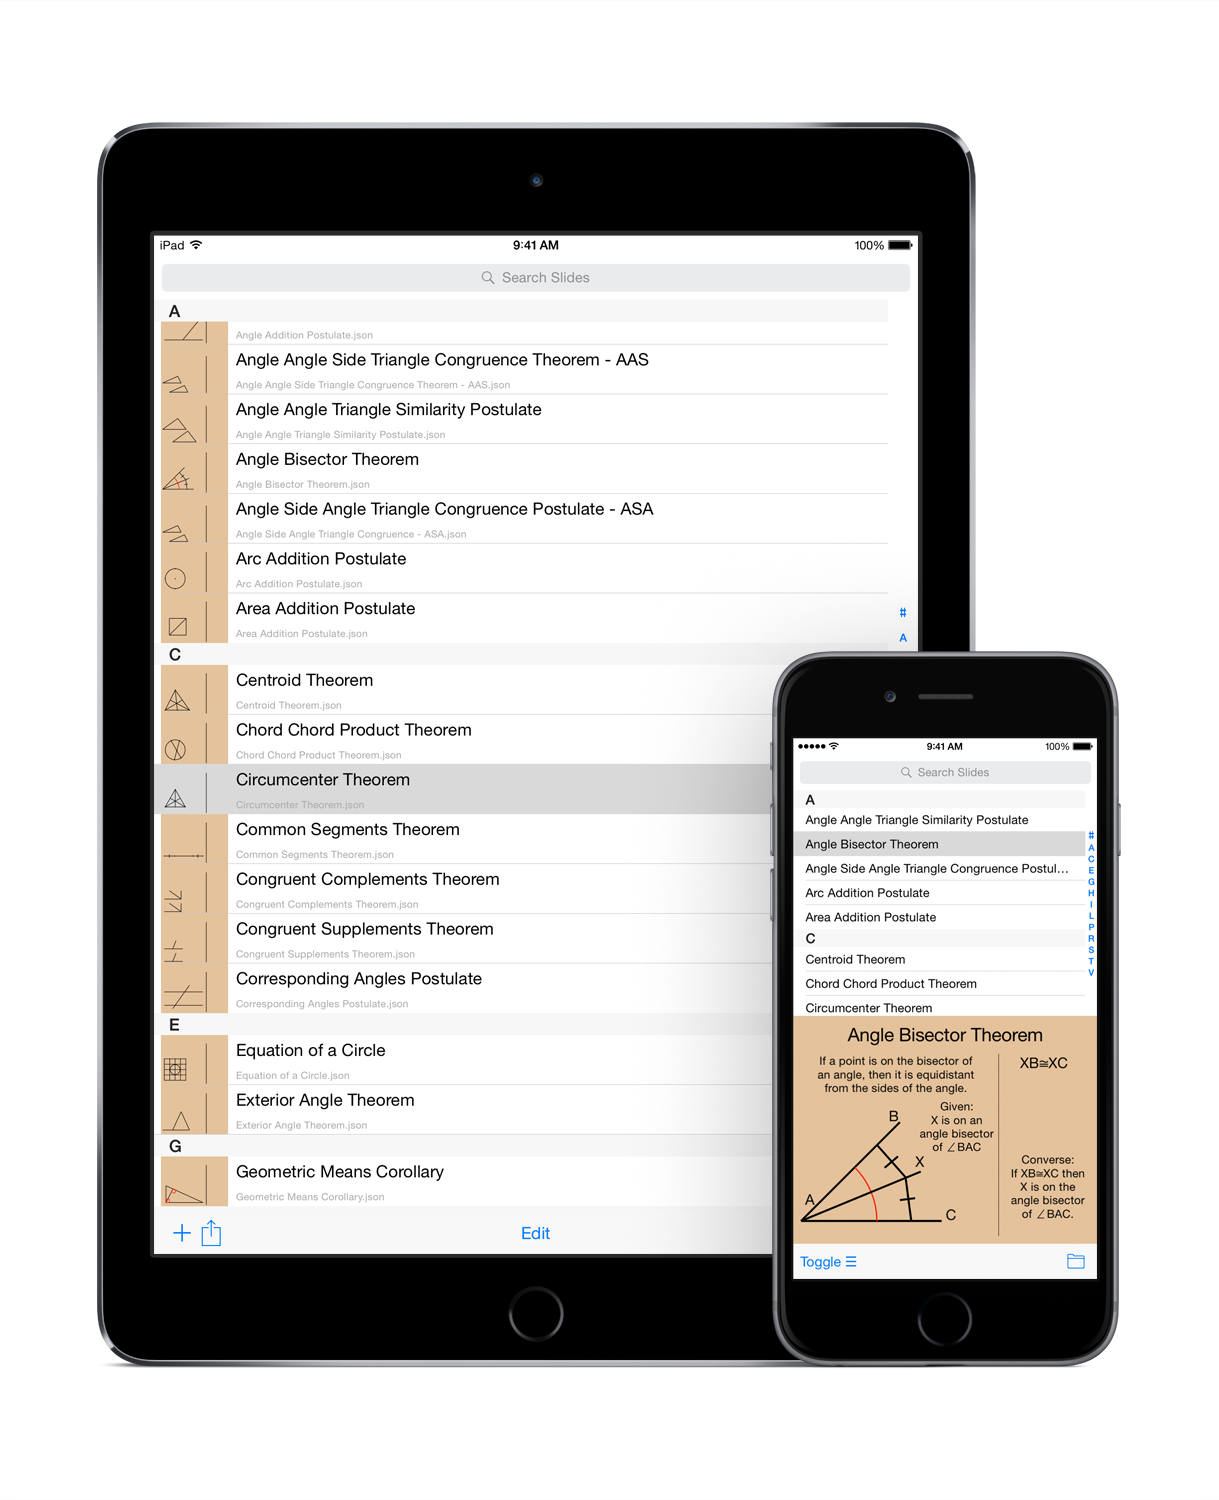 iPad 9:41 AM 100%
Search Slides
A
Angle Addition Postulate.json
Angle Angle Side Triangle Congruence Theorem - AAS
Angle Angle Side Triangle Congruence Theorem - AAS.json
Angle Angle Triangle Similarity Postulate
Angle Angle Triangle Similarity Postulate.json
Angle Bisector Theorem
Angle Bisector Theorem.json
Angle Side Angle Triangle Congruence Postulate - ASA
Angle Side Angle Triangle Congruence - ASA.json
Arc Addition Postulate
Arc Addition Postulate.json
Area Addition Postulate
Area Addition Postulate.json
#
A
C
Centroid Theorem
Centroid Theorem.json
Chord Chord Product Theorem
Chord Chord Product Theorem.json
Circumcenter Theorem
Circumcenter Theorem.json
Common Segments Theorem
Common Segments Theorem.json
Congruent Complements Theorem
Congruent Complements Theorem.json
Congruent Supplements Theorem
Congruent Supplements Theorem.json
Corresponding Angles Postulate
Corresponding Angles Postulate.json
E
Equation of a Circle
Equation of a Circle.json
Exterior Angle Theorem
Exterior Angle Theorem.json
G
Geometric Means Corollary
Geometric Means Corollary.json
Edit
9:41 AM 100%
Search Slides
A
Angle Angle Triangle Similarity Postulate
Angle Bisector Theorem
Angle Side Angle Triangle Congruence Postul...
Arc Addition Postulate
Area Addition Postulate
C
Centroid Theorem
Chord Chord Product Theorem
Circumcenter Theorem
#
A
C
E
G
H
I
L
P
R
S
T
V
Angle Bisector Theorem
If a point is on the bisector of
an angle, then it is equidistant
from the sides of the angle.
Given:
X is on an
angle bisector
of ∠BAC
B
X
A
C
XB≅XC
Converse:
If XB≅XC then
X is on the
angle bisector
of ∠BAC.
Toggle